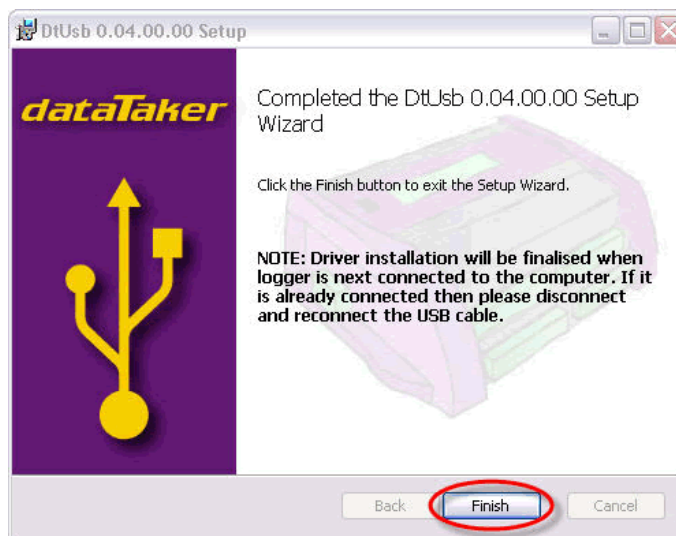 DtUsb 0.04.00.00 Setup
dataTaker
Completed the DtUsb 0.04.00.00 Setup
Wizard
Click the Finish button to exit the Setup Wizard.
NOTE: Driver installation will be finalised when
logger is next connected to the computer. If it
is already connected then please disconnect
and reconnect the USB cable.
Back
Finish
Cancel